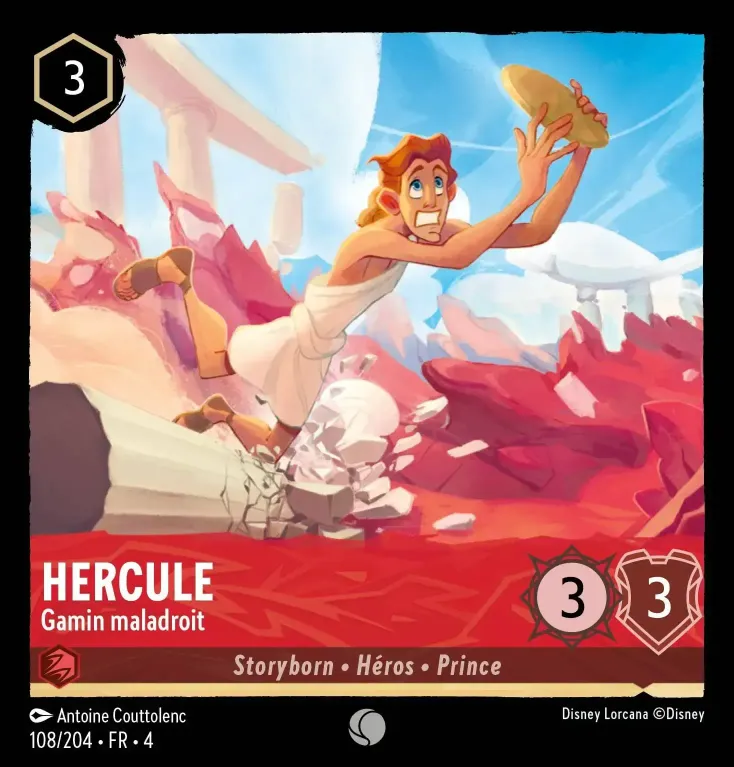 3
HERCULE
Gamin maladroit
3
3
Storyborn • Héros • Prince
Antoine Couttolenc
Disney Lorcana ©Disney
108/204 • FR • 4